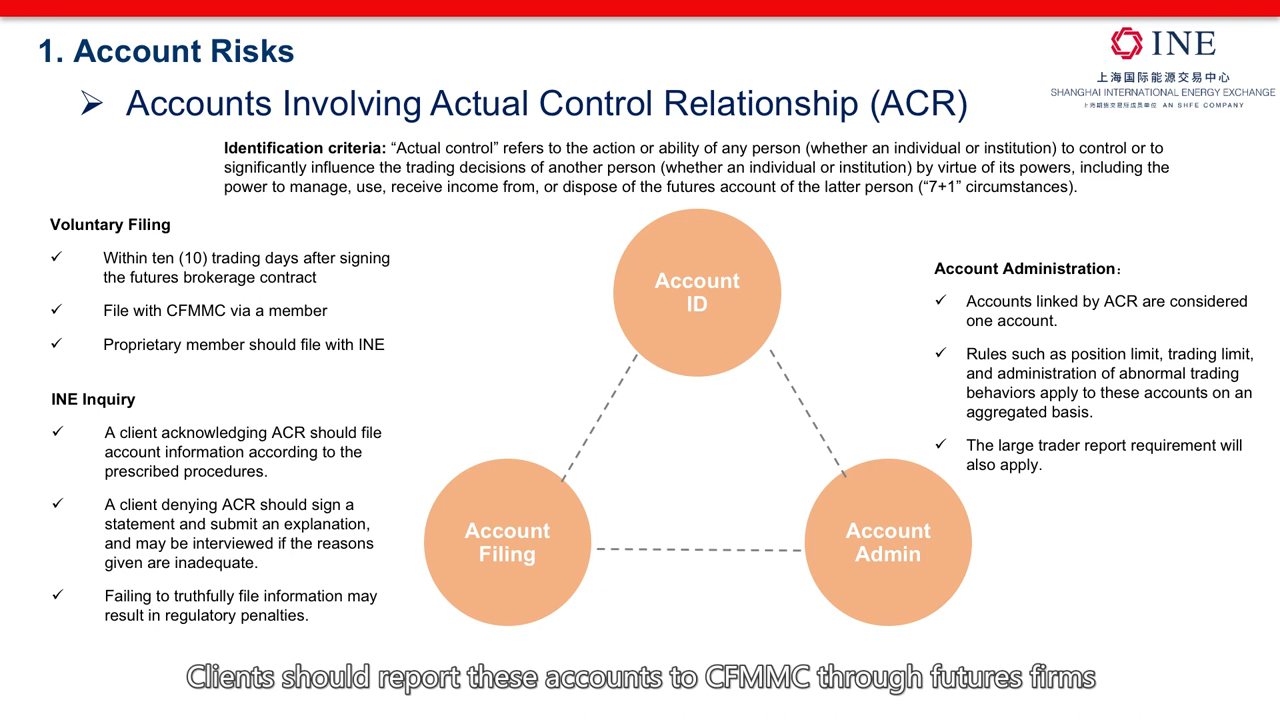 1. Account Risks
INE
上海国际能源交易中心
SHANGHAI INTERNATIONAL ENERGY EXCHANGE
上海期货交易所成员单位 AN SHFE COMPANY
➢ Accounts Involving Actual Control Relationship (ACR)
Identification criteria: “Actual control” refers to the action or ability of any person (whether an individual or institution) to control or to
significantly influence the trading decisions of another person (whether an individual or institution) by virtue of its powers, including the
power to manage, use, receive income from, or dispose of the futures account of the latter person (“7+1” circumstances).
Voluntary Filing
✓ Within ten (10) trading days after signing
the futures brokerage contract
✓ File with CFMMC via a member
✓ Proprietary member should file with INE
INE Inquiry
✓ A client acknowledging ACR should file
account information according to the
prescribed procedures.
✓ A client denying ACR should sign a
statement and submit an explanation,
and may be interviewed if the reasons
given are inadequate.
✓ Failing to truthfully file information may
result in regulatory penalties.
Account
ID
Account
Filing
Account
Admin
Account Administration：
✓ Accounts linked by ACR are considered
one account.
✓ Rules such as position limit, trading limit,
and administration of abnormal trading
behaviors apply to these accounts on an
aggregated basis.
✓ The large trader report requirement will
also apply.
Clients should report these accounts to CFMMC through futures firms